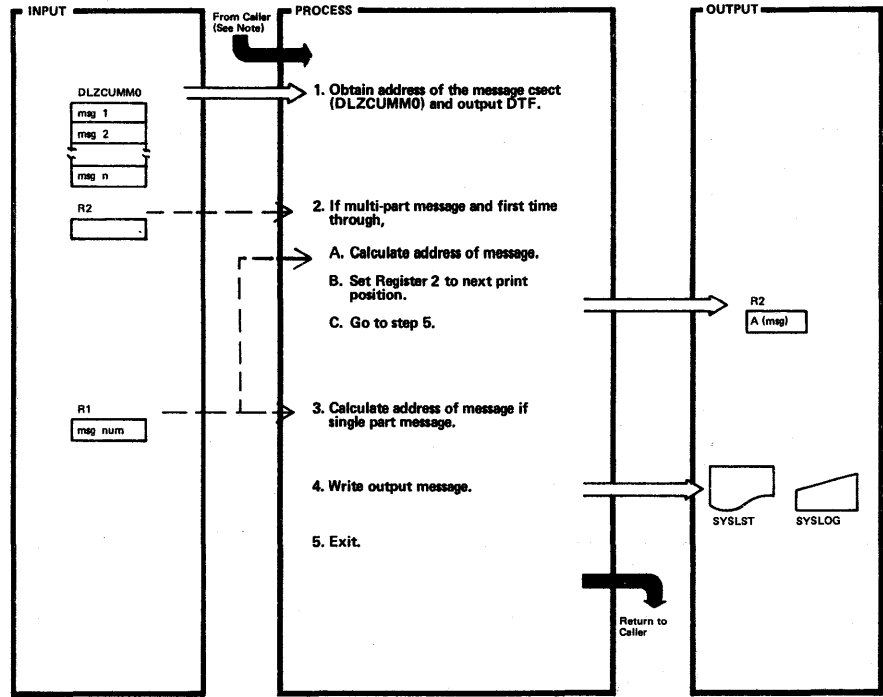 INPUT
From Caller
(See Note)
PROCESS
OUTPUT
DLZCUMM0
msg 1
msg 2
msg n
1. Obtain address of the message csect
(DLZCUMM0) and output DTF.
R2
2. If multi-part message and first time
through,
A. Calculate address of message.
B. Set Register 2 to next print
position.
C. Go to step 5.
R2
A (msg)
R1
msg num
3. Calculate address of message if
single part message.
4. Write output message.
SYSLST
SYSLOG
5. Exit.
Return to
Caller